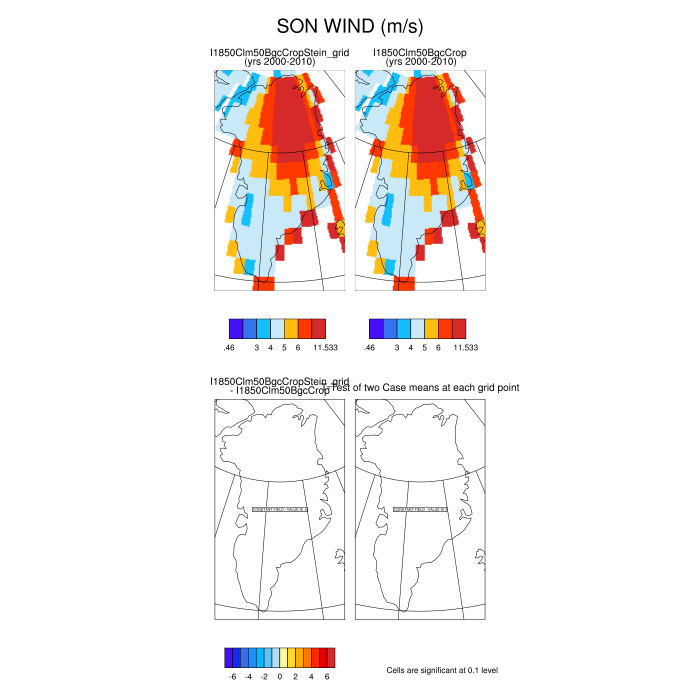 SON WIND (m/s)
I1850Clm50BgcCropStein_grid
(yrs 2000-2010)
I1850Clm50BgcCrop
(yrs 2000-2010)
.46 3 4 5 6 11.533
.46 3 4 5 6 11.533
I1850Clm50BgcCropStein_grid
- I1850Clm50BgcCrop
T-Test of two Case means at each grid point
CONSTANT FIELD - VALUE IS 0
CONSTANT FIELD - VALUE IS
-6 -4 -2 0 2 4 6
Cells are significant at 0.1 level